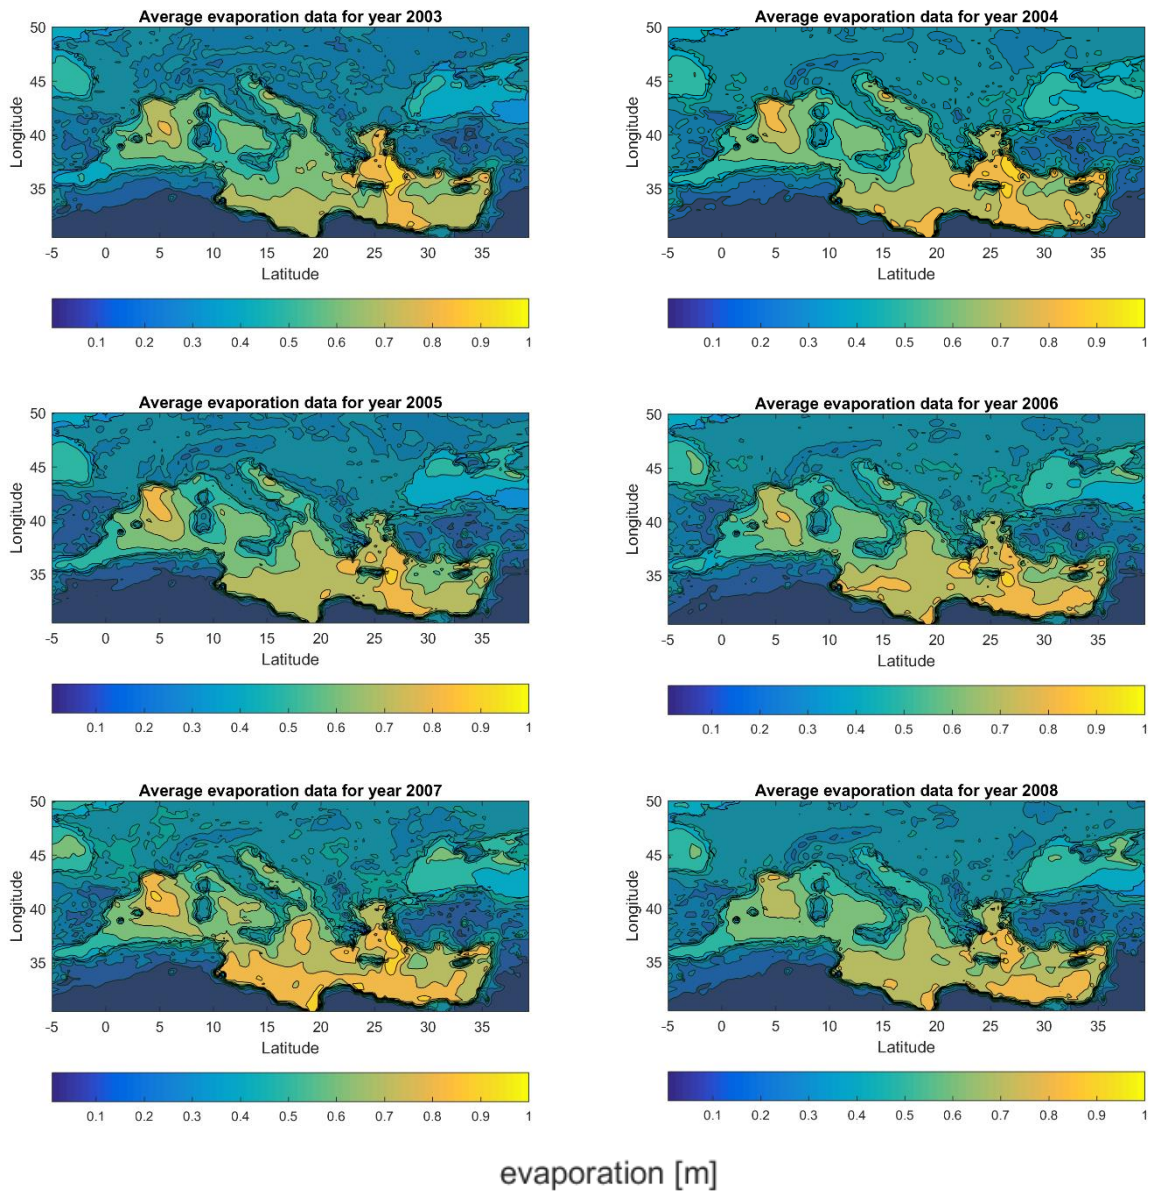 Average evaporation data for year 2003
50
45
40
35
Longitude
-5 0 5 10 15 20 25 30 35
Latitude
0.1 0.2 0.3 0.4 0.5 0.6 0.7 0.8 0.9 1
Average evaporation data for year 2004
50
45
40
35
Longitude
-5 0 5 10 15 20 25 30 35
Latitude
0.1 0.2 0.3 0.4 0.5 0.6 0.7 0.8 0.9 1
Average evaporation data for year 2005
50
45
40
35
Longitude
-5 0 5 10 15 20 25 30 35
Latitude
0.1 0.2 0.3 0.4 0.5 0.6 0.7 0.8 0.9 1
Average evaporation data for year 2006
50
45
40
35
Longitude
-5 0 5 10 15 20 25 30 35
Latitude
0.1 0.2 0.3 0.4 0.5 0.6 0.7 0.8 0.9 1
Average evaporation data for year 2007
50
45
40
35
Longitude
-5 0 5 10 15 20 25 30 35
Latitude
0.1 0.2 0.3 0.4 0.5 0.6 0.7 0.8 0.9 1
Average evaporation data for year 2008
50
45
40
35
Longitude
-5 0 5 10 15 20 25 30 35
Latitude
0.1 0.2 0.3 0.4 0.5 0.6 0.7 0.8 0.9 1
evaporation [m]